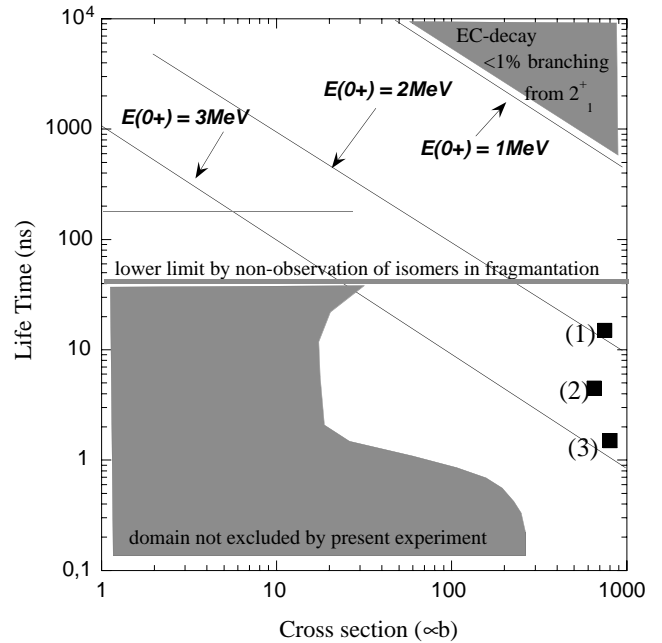 10⁴
1000
100
10
1
0,1
Life Time (ns)
EC-decay
<1% branching
from 2⁺₁
E(0+) = 2MeV
E(0+) = 3MeV
E(0+) = 1MeV
lower limit by non-observation of isomers in fragmantation
(1)
(2)
(3)
domain not excluded by present experiment
1
10
100
1000
Cross section (∝b)